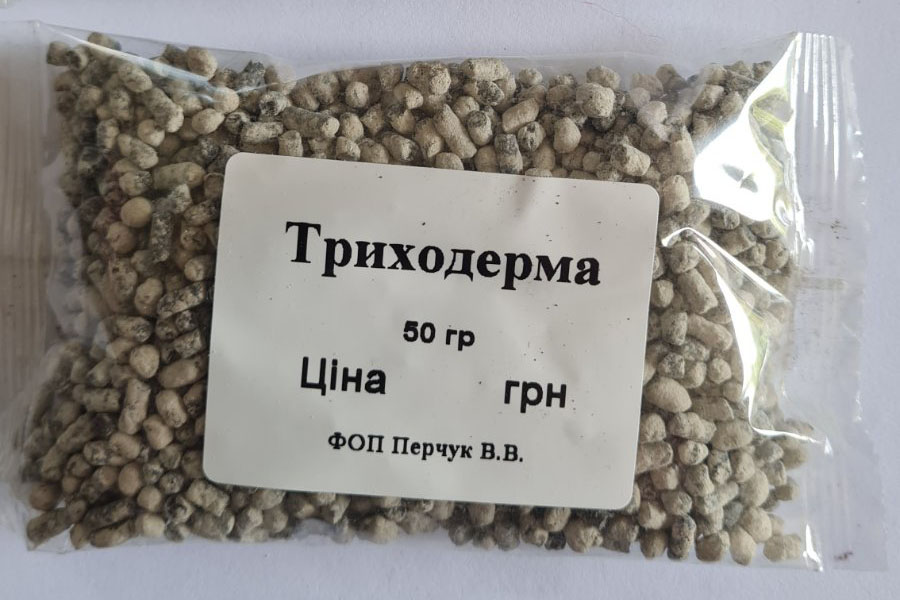 Триходерма
50 гр
Ціна грн
ФОП Перчук В.В.